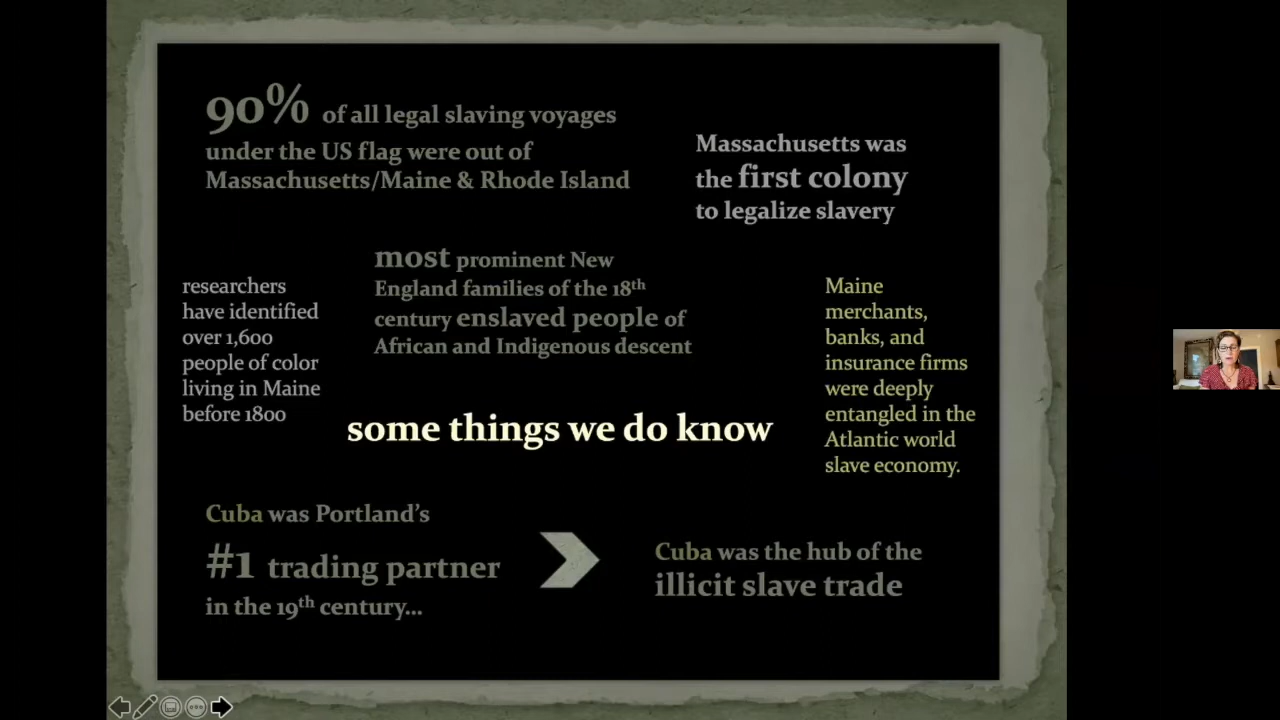 90% of all legal slaving voyages
under the US flag were out of
Massachusetts/Maine & Rhode Island
Massachusetts was
the first colony
to legalize slavery
most prominent New
England families of the 18th
century enslaved people of
African and Indigenous descent
researchers
have identified
over 1,600
people of color
living in Maine
before 1800
Maine
merchants,
banks, and
insurance firms
were deeply
entangled in the
Atlantic world
slave economy.
some things we do know
Cuba was Portland's
#1 trading partner
in the 19th century...
Cuba was the hub of the
illicit slave trade